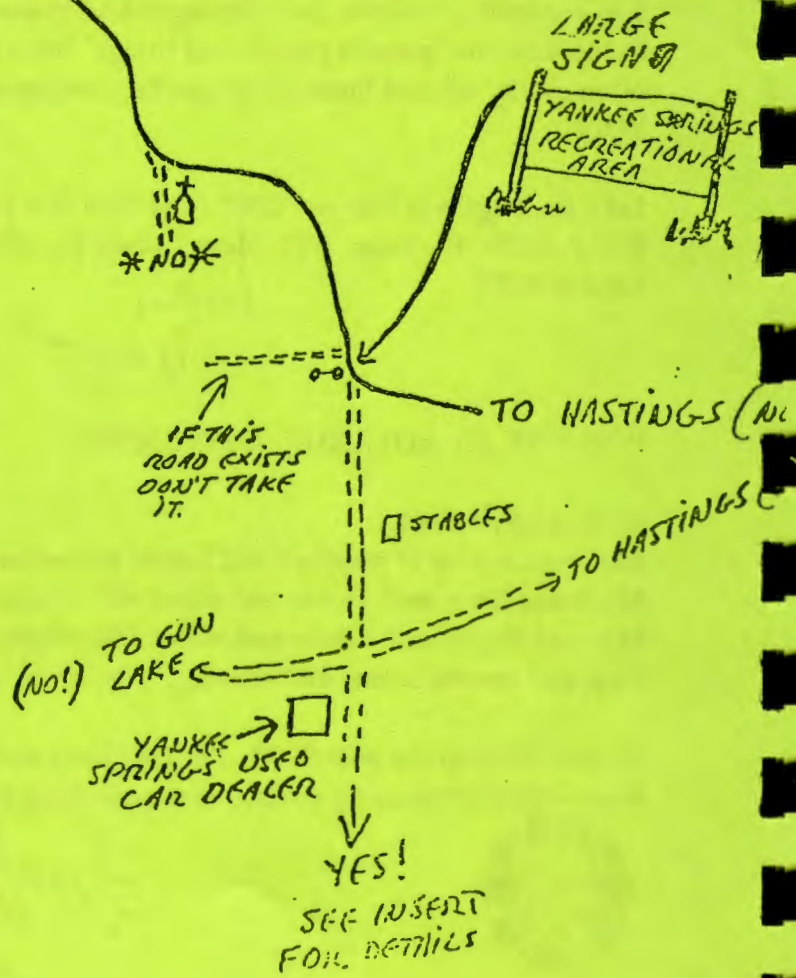 LARGE
SIGN
YANKEE SPRINGS
RECREATIONAL
AREA
*NO*
TO HASTINGS (
IF THIS
ROAD EXISTS
DON'T TAKE
IT.
STABLES
TO HASTINGS (
TO GUN
LAKE
(NO!)
YANKEE
SPRINGS USED
CAR DEALER
YES!
SEE INSERT
FOR DETAILS